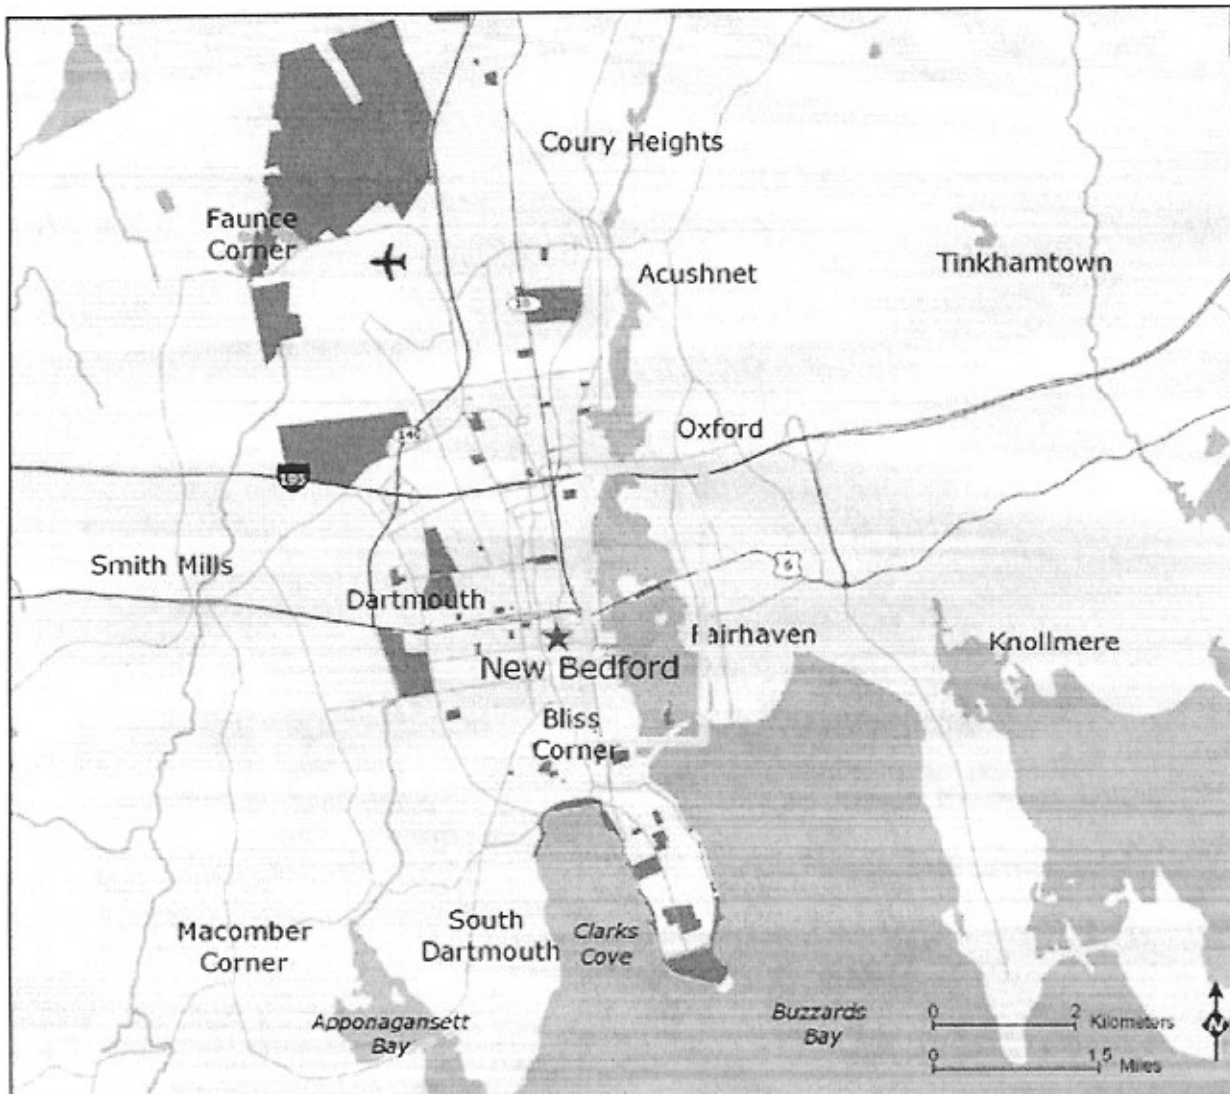 Coury Heights
Faunce
Corner
Acushnet
Tinkhamtown
18
Oxford
140
195
Smith Mills
6
Dartmouth
Fairhaven
Knollmere
New Bedford
Bliss
Corner
Macomber
Corner
South
Dartmouth
Clarks
Cove
Apponagansett
Bay
Buzzards
Bay
0 2 Kilometers
0 1.5 Miles
N